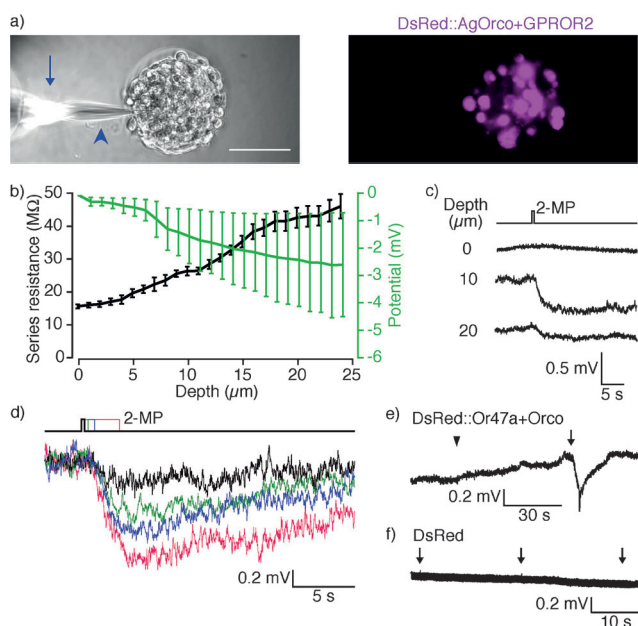 a)
DsRed::AgOrco+GPROR2
b)
50
40
30
20
10
0
Series resistance (MΩ)
0
5
10
15
20
25
Depth (µm)
0
-1
-2
-3
-4
-5
-6
Potential (mV)
c)
Depth
(µm)
2-MP
0
10
20
0.5 mV
5 s
d)
2-MP
0.2 mV
5 s
e)
DsRed::Or47a+Orco
0.2 mV
30 s
f)
DsRed
0.2 mV
10 s